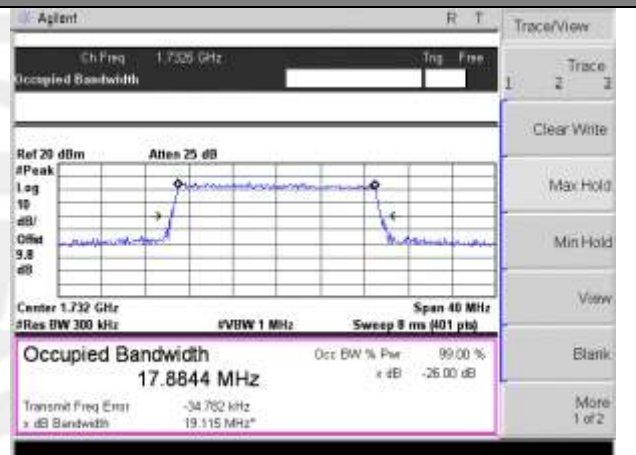 Agilent R T
Trace/View
Ch Freq 1.7325 GHz Trig Free
Occupied Bandwidth
Trace
1 2 3
Clear Write
Ref 20 dBm Atten 25 dB
#Peak
Log
10
dB/
Offst
9.8
dB
Max Hold
Min Hold
Center 1.732 GHz Span 40 MHz
#Res BW 300 kHz #VBW 1 MHz Sweep 8 ms (401 pts)
View
Occupied Bandwidth Occ BW % Pwr 99.00 %
17.8844 MHz x dB -26.00 dB
Blank
Transmit Freq Error -34.782 kHz
x dB Bandwidth 19.115 MHz*
More
1 of 2